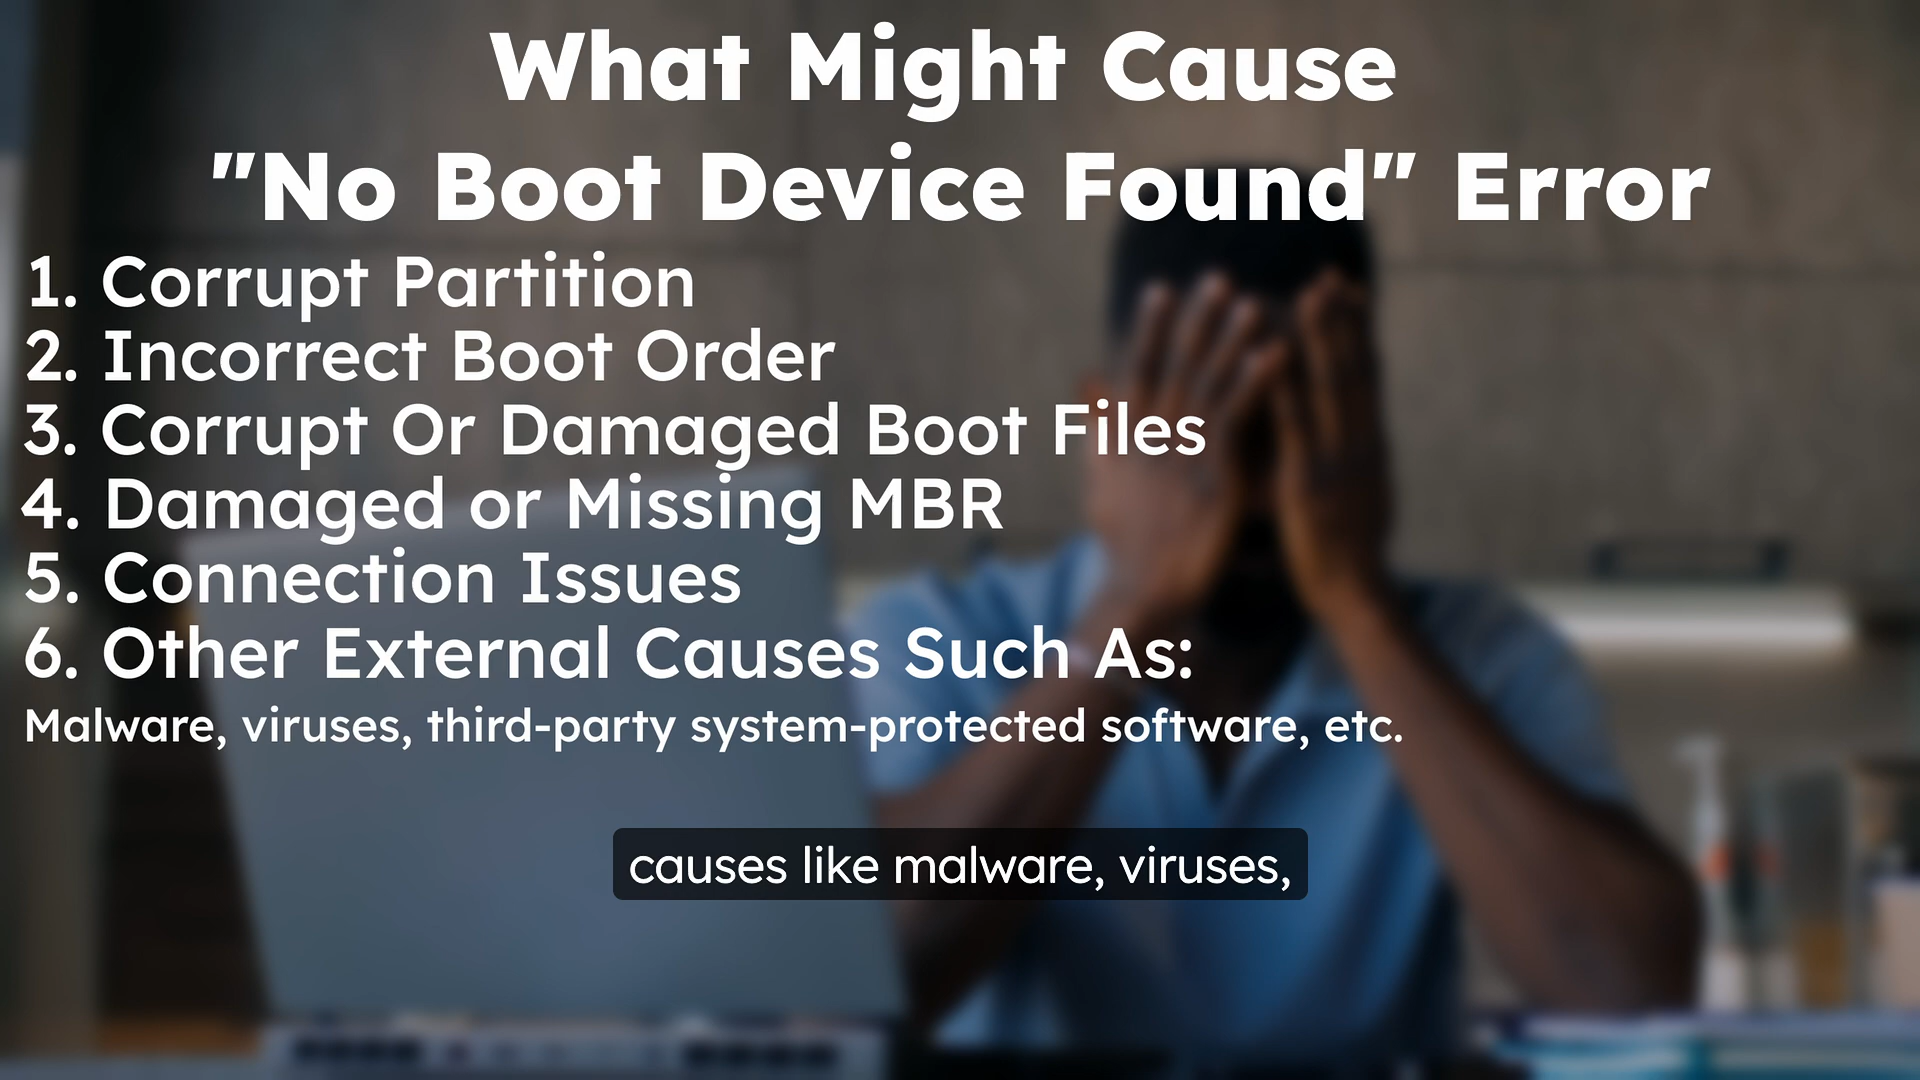 What Might Cause
"No Boot Device Found" Error
1. Corrupt Partition
2. Incorrect Boot Order
3. Corrupt Or Damaged Boot Files
4. Damaged or Missing MBR
5. Connection Issues
6. Other External Causes Such As:
Malware, viruses, third-party system-protected software, etc.
causes like malware, viruses,